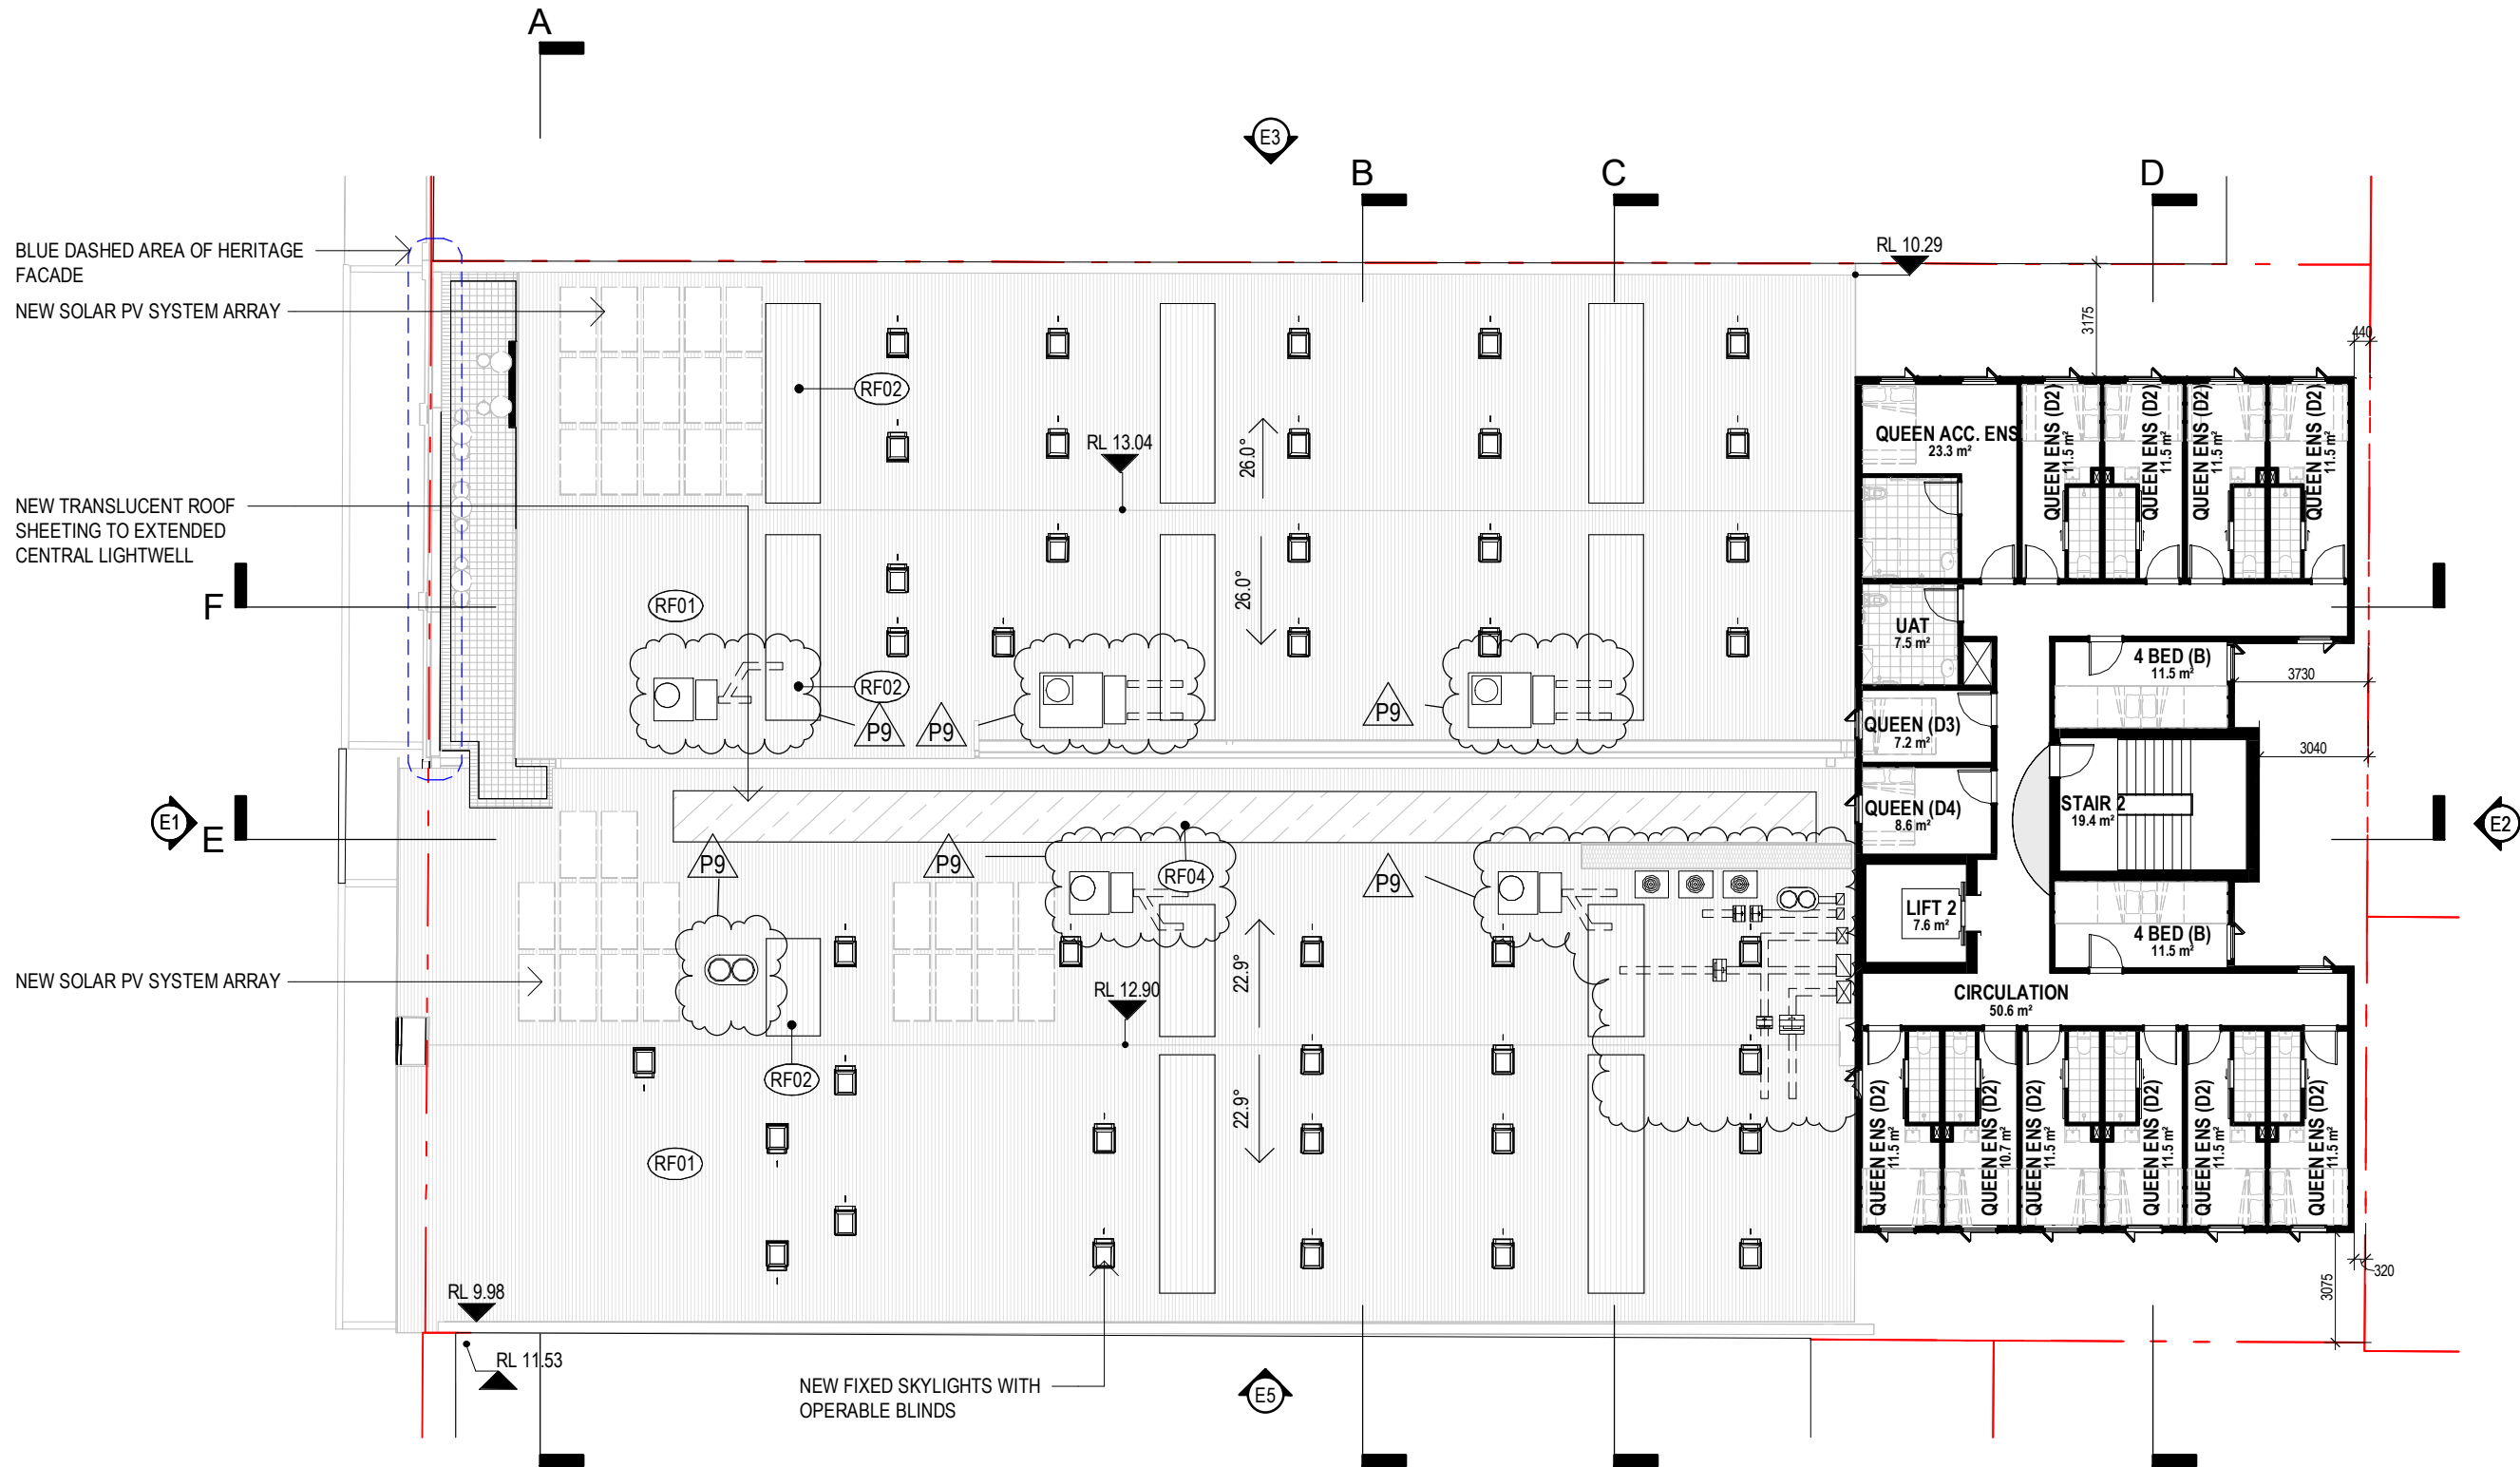 A
E3
B
C
D
BLUE DASHED AREA OF HERITAGE
FACADE
NEW SOLAR PV SYSTEM ARRAY
RL 10.29
3175
440
RF02
RL 13.04
26.0°
26.0°
QUEEN ACC. ENS
23.3 m²
QUEEN ENS (D2)
11.5 m²
QUEEN ENS (D2)
11.5 m²
QUEEN ENS (D2)
11.5 m²
QUEEN ENS (D2)
11.5 m²
NEW TRANSLUCENT ROOF
SHEETING TO EXTENDED
CENTRAL LIGHTWELL
F
RF01
UAT
7.5 m²
4 BED (B)
11.5 m²
3730
RF02
P9
P9
P9
QUEEN (D3)
7.2 m²
3040
E1
E
QUEEN (D4)
8.6 m²
STAIR 2
19.4 m²
E2
P9
P9
RF04
P9
LIFT 2
7.6 m²
4 BED (B)
11.5 m²
22.9°
22.9°
NEW SOLAR PV SYSTEM ARRAY
RL 12.90
CIRCULATION
50.6 m²
RF02
RF01
QUEEN ENS (D2)
11.5 m²
QUEEN ENS (D2)
10.7 m²
QUEEN ENS (D2)
11.5 m²
QUEEN ENS (D2)
11.5 m²
QUEEN ENS (D2)
11.5 m²
QUEEN ENS (D2)
11.5 m²
320
3075
RL 9.98
RL 11.53
NEW FIXED SKYLIGHTS WITH
OPERABLE BLINDS
E5